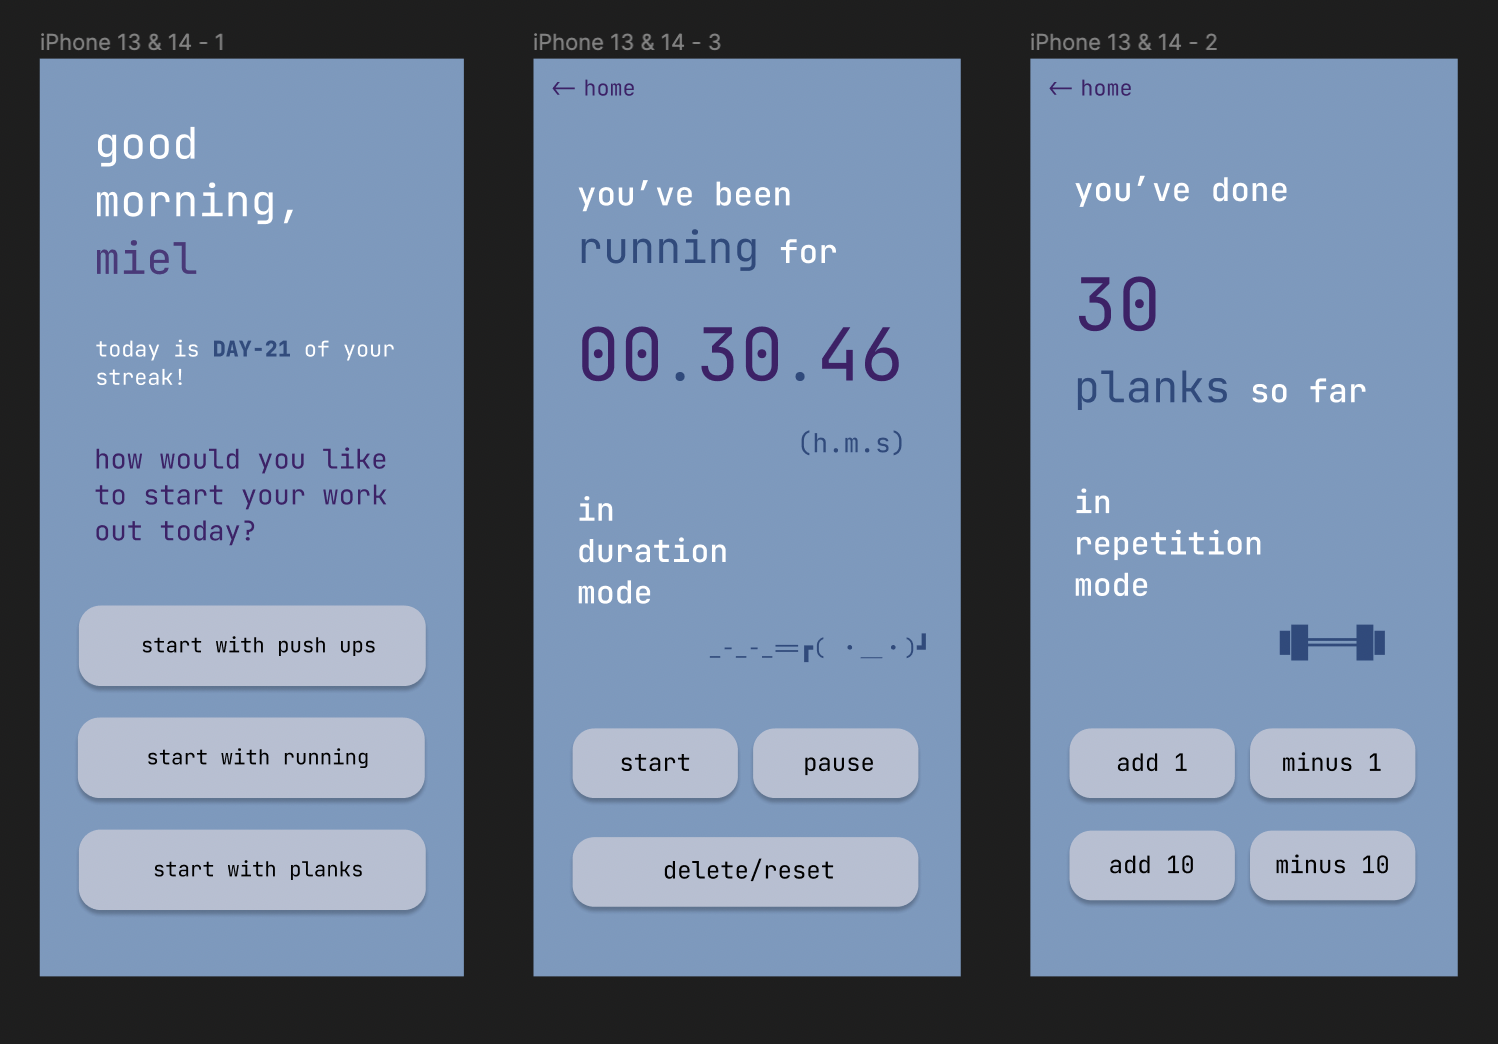 iPhone 13 & 14 - 1
good
morning,
miel
today is DAY-21 of your
streak!
how would you like
to start your work
out today?
start with push ups
start with running
start with planks
iPhone 13 & 14 - 3
← home
you’ve been
running for
00.30.46
(h.m.s)
in
duration
mode
_-_-_═┏( ・__・)┛
start
pause
delete/reset
iPhone 13 & 14 - 2
← home
you’ve done
30
planks so far
in
repetition
mode
add 1
minus 1
add 10
minus 10